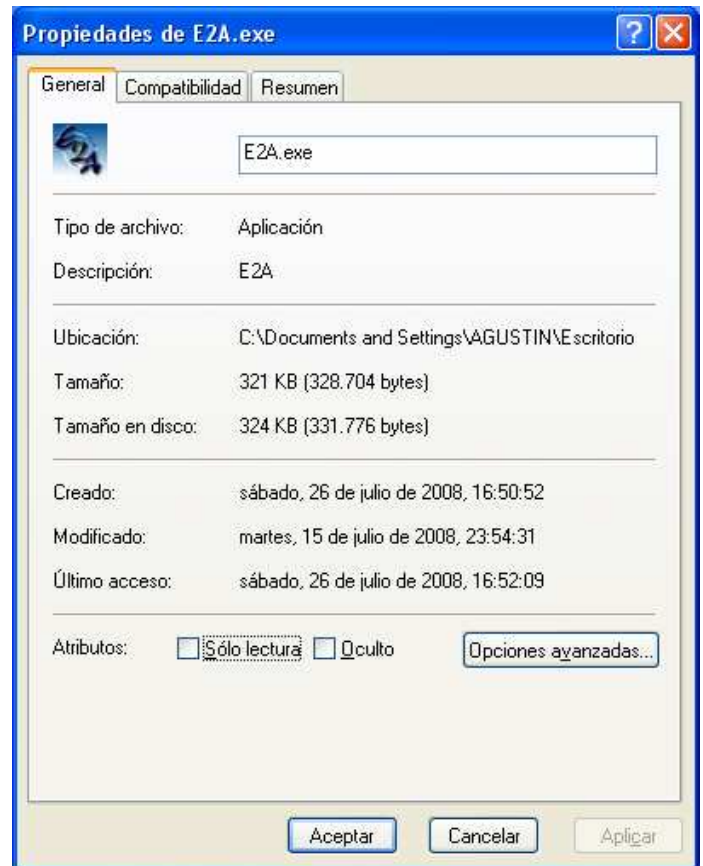 Propiedades de E2A.exe
General Compatibilidad Resumen
E2A
E2A.exe
Tipo de archivo: Aplicación
Descripción: E2A
Ubicación: C:\Documents and Settings\AGUSTIN\Escritorio
Tamaño: 321 KB (328.704 bytes)
Tamaño en disco: 324 KB (331.776 bytes)
Creado: sábado, 26 de julio de 2008, 16:50:52
Modificado: martes, 15 de julio de 2008, 23:54:31
Último acceso: sábado, 26 de julio de 2008, 16:52:09
Atributos: Sólo lectura Oculto Opciones avanzadas...
Aceptar Cancelar Aplicar